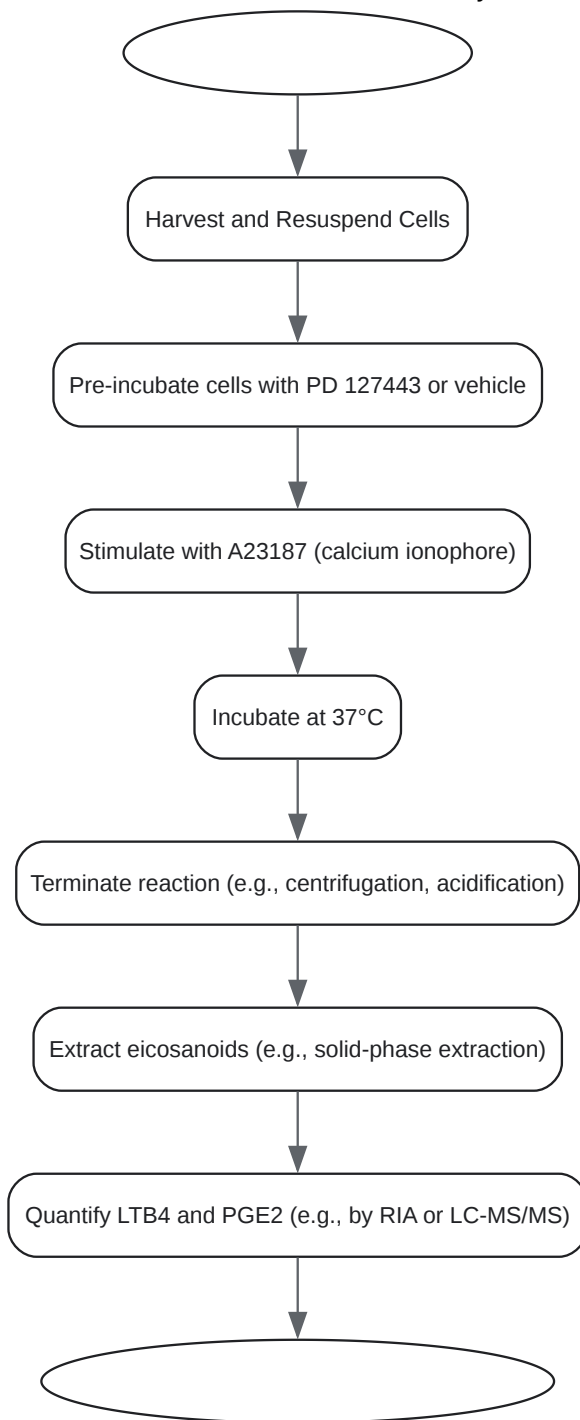 Harvest and Resuspend Cells
Pre-incubate cells with PD 127443 or vehicle
Stimulate with A23187 (calcium ionophore)
Incubate at 37°C
Terminate reaction (e.g., centrifugation, acidification)
Extract eicosanoids (e.g., solid-phase extraction)
Quantify LTB4 and PGE2 (e.g., by RIA or LC-MS/MS)